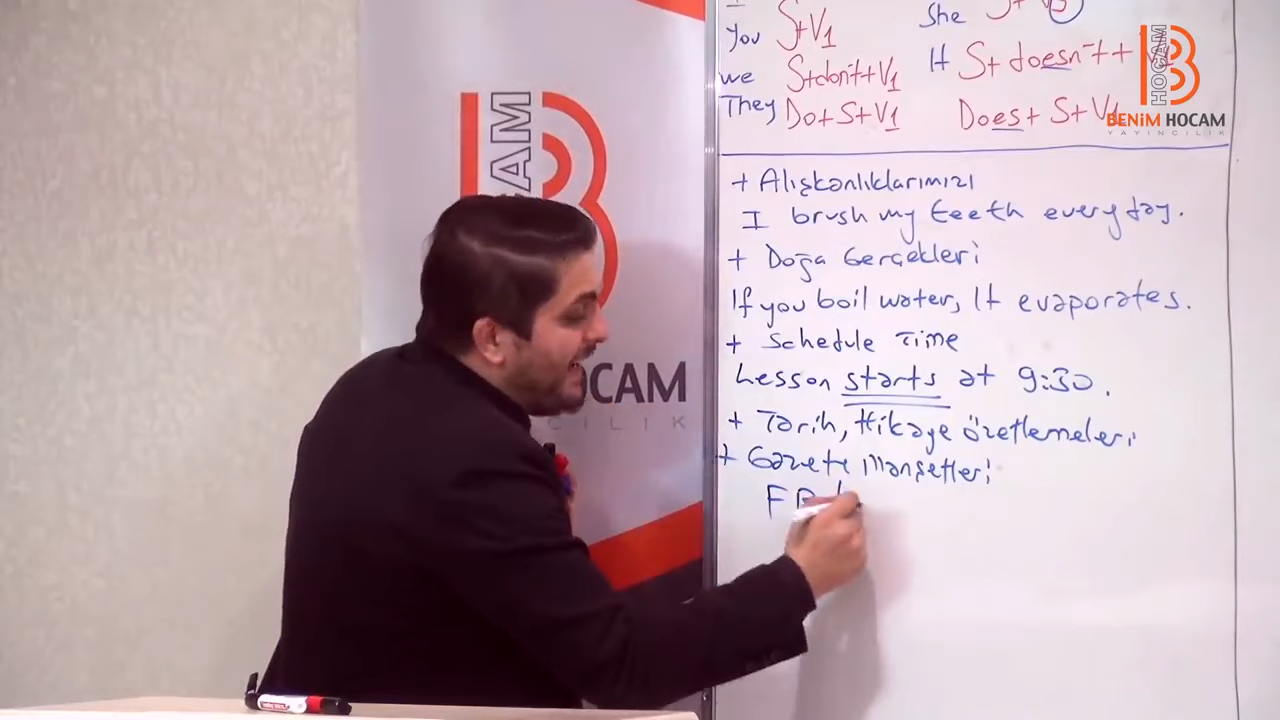 You S+V1 She
we S+don't+V1 It S+doesn't+
They Do+S+V1 Does+S+V1
+ Alışkanlıklarımızı
I brush my teeth everyday.
+ Doğa Gerçekleri
If you boil water, It evaporates.
+ Schedule Time
Lesson starts at 9:30.
+ Tarih, Hikaye özetlemeleri
+ Gazete Manşetleri
F
HOCAM
BENİM HOCAM
YAYINCILIK